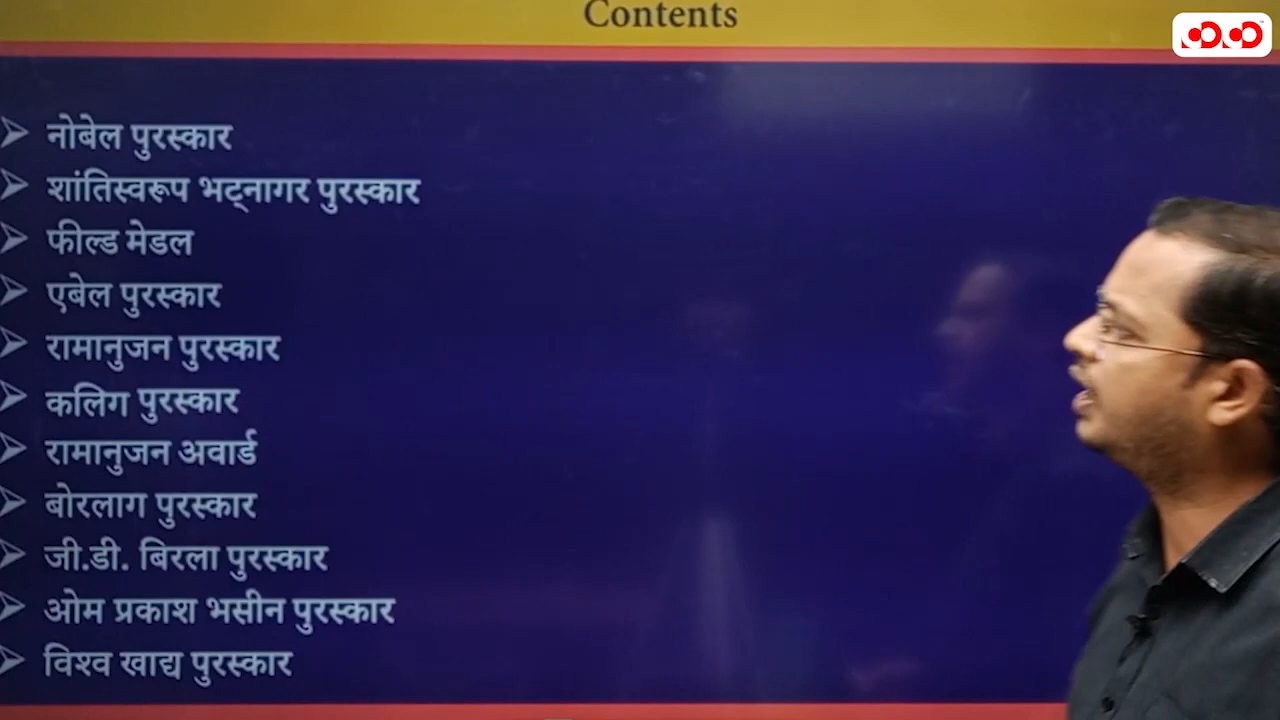 Contents
नोबेल पुरस्कार
शांतिस्वरूप भट्नागर पुरस्कार
फील्ड मेडल
एबेल पुरस्कार
रामानुजन पुरस्कार
कलिग पुरस्कार
रामानुजन अवार्ड
बोरलाग पुरस्कार
जी.डी. बिरला पुरस्कार
ओम प्रकाश भसीन पुरस्कार
विश्व खाद्य पुरस्कार